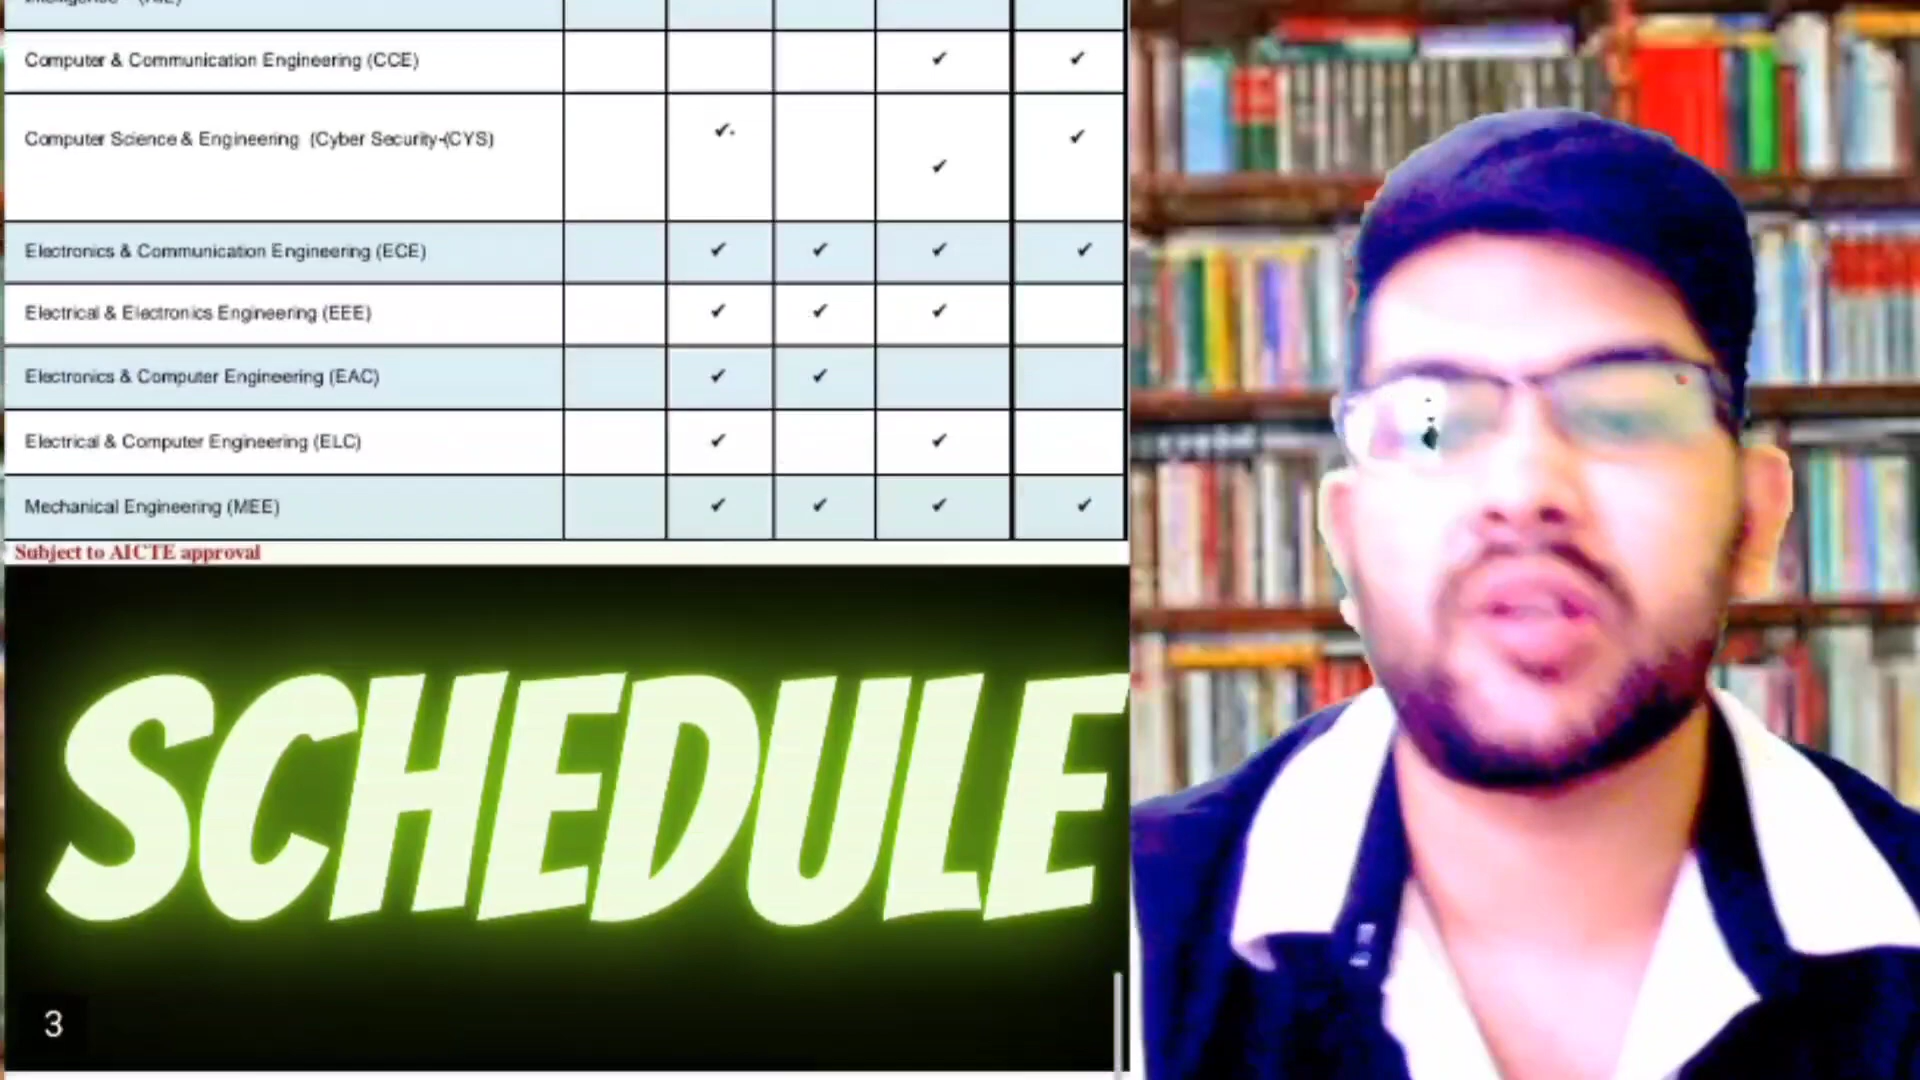 Computer & Communication Engineering (CCE) ✔ ✔
Computer Science & Engineering (Cyber Security-(CYS) ✔. ✔ ✔
Electronics & Communication Engineering (ECE) ✔ ✔ ✔ ✔
Electrical & Electronics Engineering (EEE) ✔ ✔ ✔
Electronics & Computer Engineering (EAC) ✔ ✔
Electrical & Computer Engineering (ELC) ✔ ✔
Mechanical Engineering (MEE) ✔ ✔ ✔ ✔
Subject to AICTE approval
SCHEDULE
3